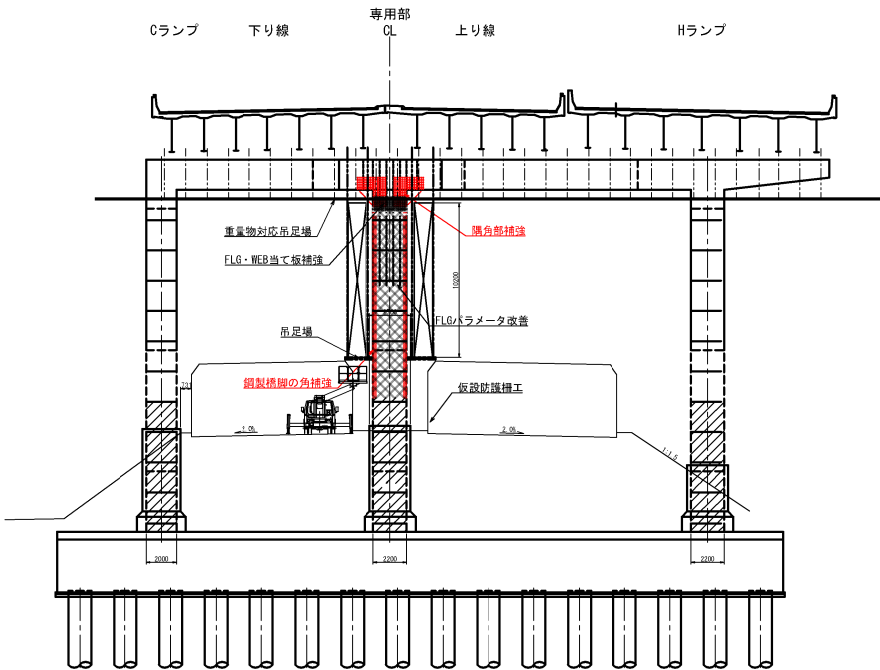 専用部
Cランプ 下り線 CL 上り線 Hランプ
重量物対応吊足場
隅角部補強
FLG・WEB当て板補強
10200
FLGパラメータ改善
吊足場
鋼製橋脚の角補強
仮設防護柵工
731
2.0%
1:1.5
2000
2200
2200